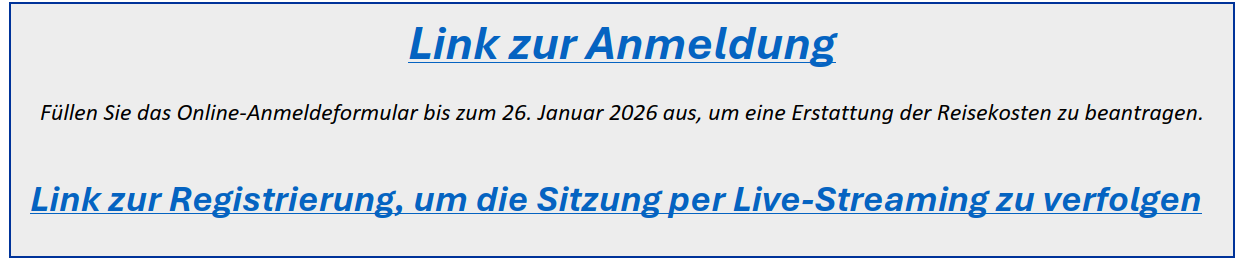 Link zur Anmeldung
Füllen Sie das Online-Anmeldeformular bis zum 26. Januar 2026 aus, um eine Erstattung der Reisekosten zu beantragen.
Link zur Registrierung, um die Sitzung per Live-Streaming zu verfolgen